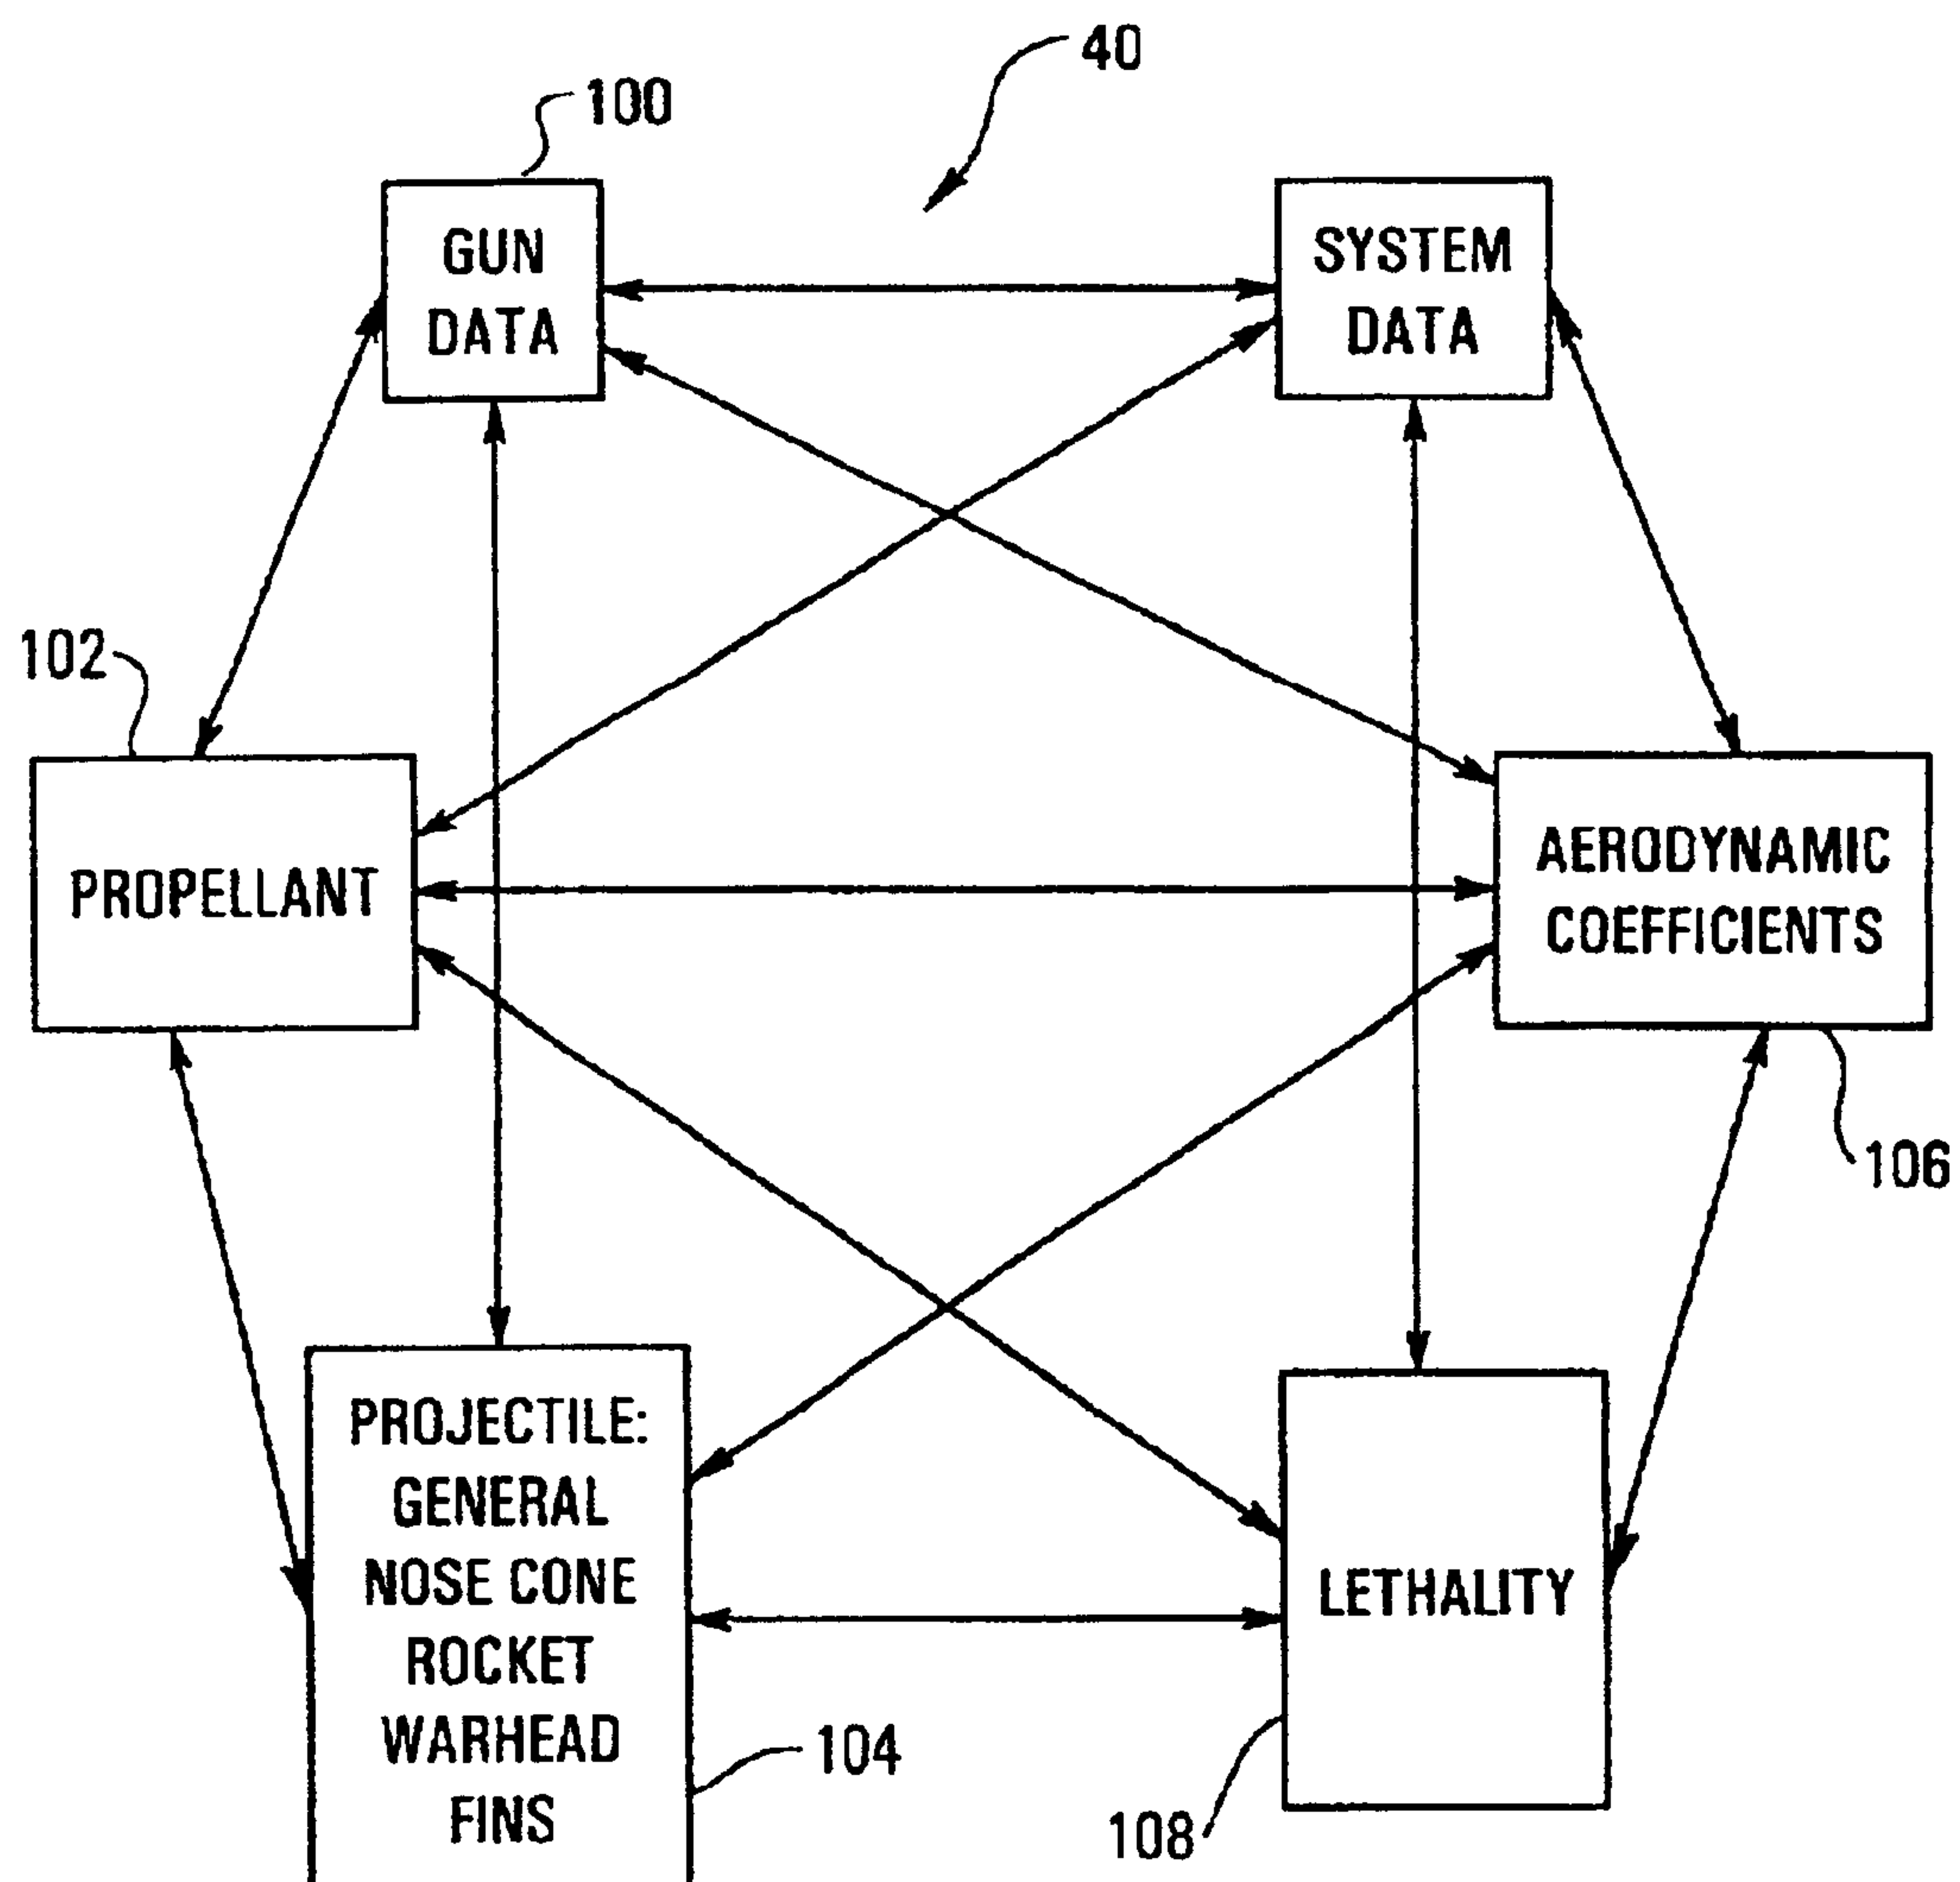 40
100
GUN
DATA
SYSTEM
DATA
102
PROPELLANT
AERODYNAMIC
COEFFICIENTS
106
PROJECTILE:
GENERAL
NOSE CONE
ROCKET
WARHEAD
FINS
104
LETHALITY
108